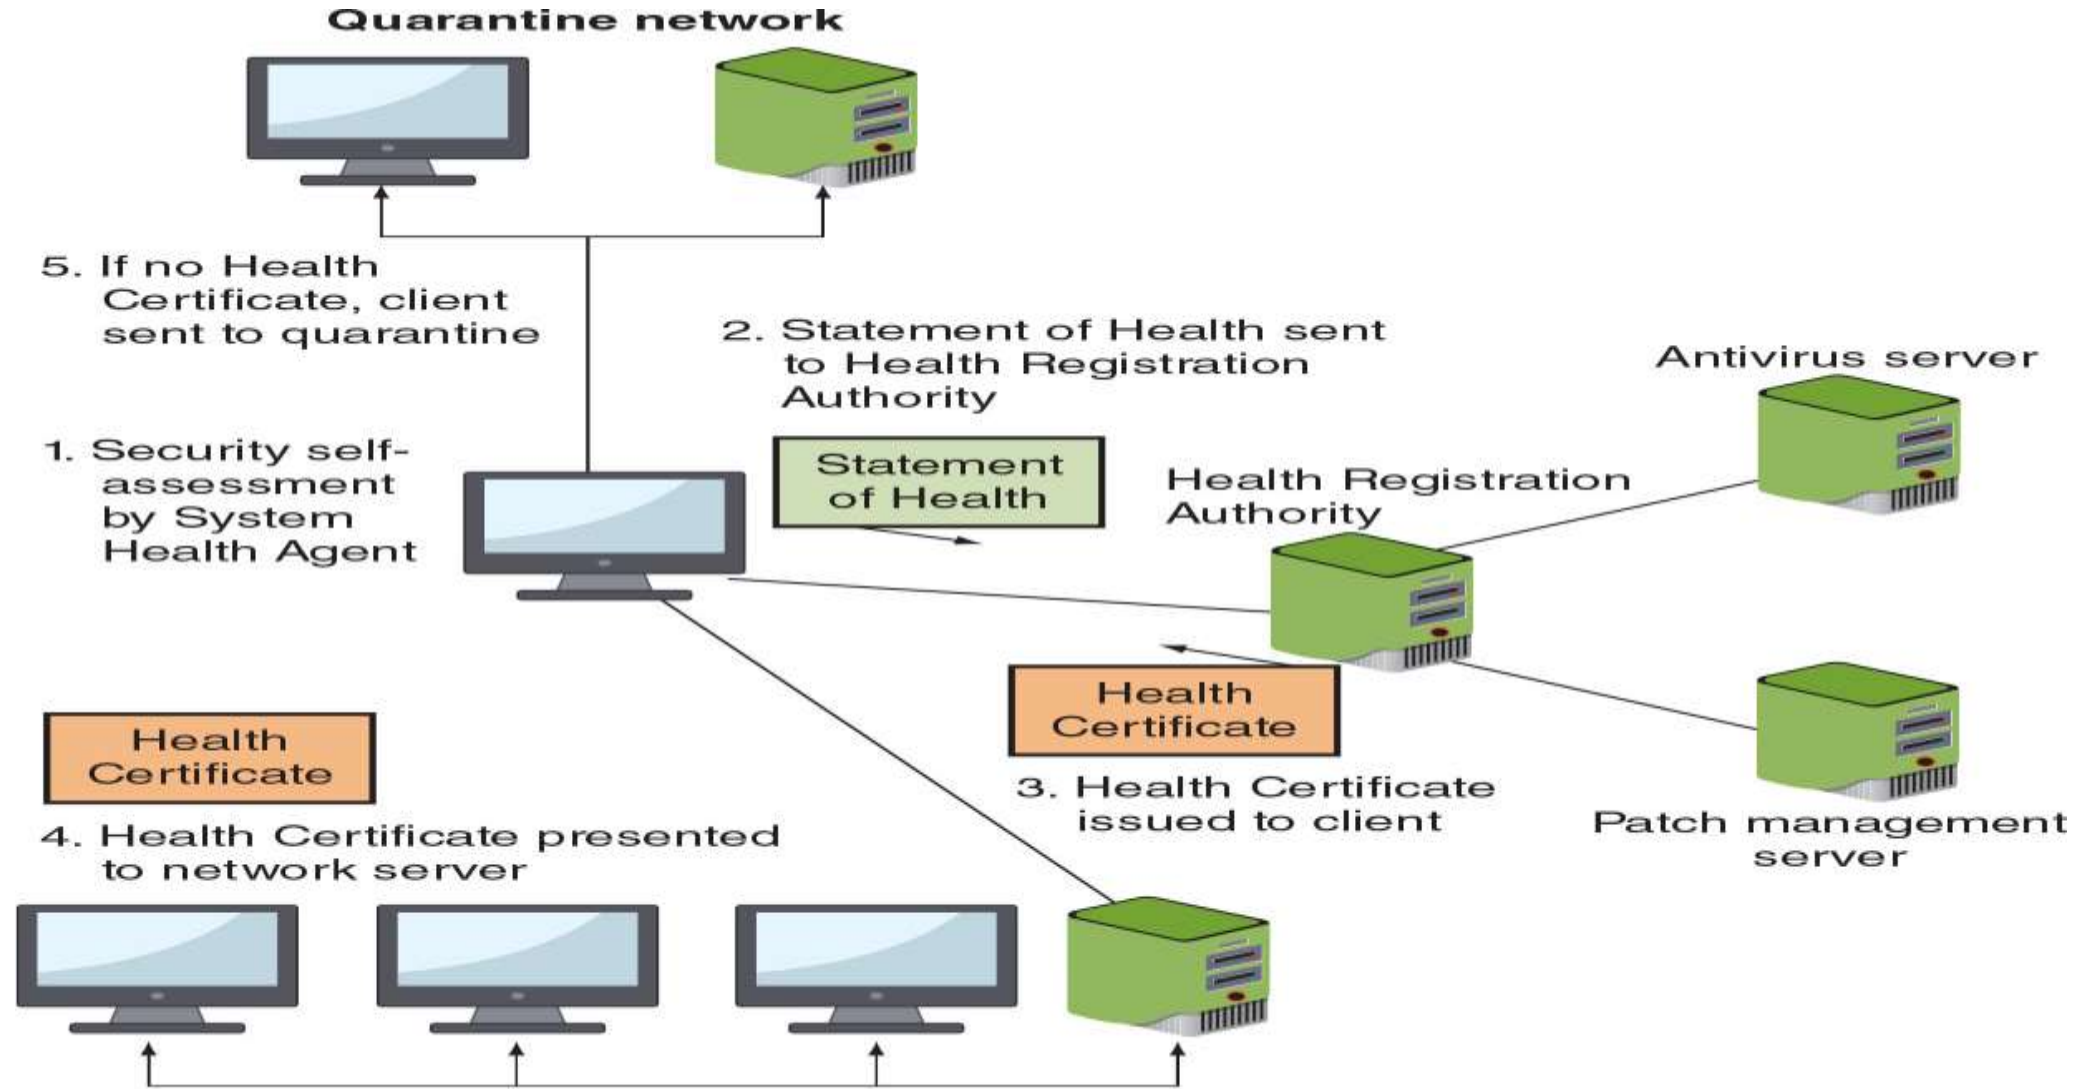 Quarantine network
5. If no Health
Certificate, client
sent to quarantine
2. Statement of Health sent
to Health Registration
Authority
Antivirus server
1. Security self-
assessment
by System
Health Agent
Statement
of Health
Health Registration
Authority
Health
Certificate
3. Health Certificate
issued to client
Health
Certificate
4. Health Certificate presented
to network server
Patch management
server